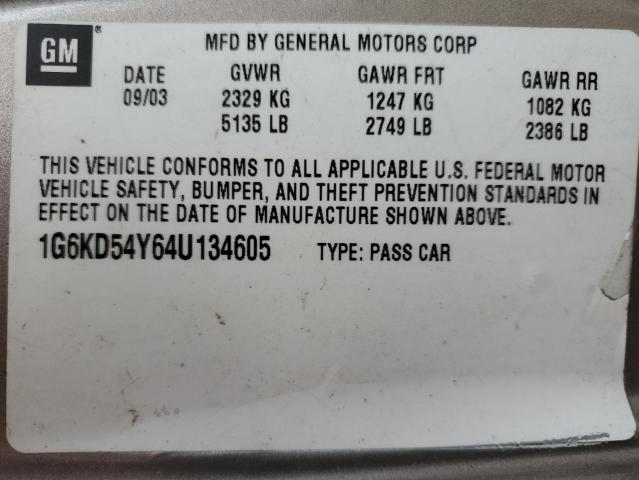 GM®
MFD BY GENERAL MOTORS CORP
DATE GVWR GAWR FRT GAWR RR
09/03 2329 KG 1247 KG 1082 KG
5135 LB 2749 LB 2386 LB
THIS VEHICLE CONFORMS TO ALL APPLICABLE U.S. FEDERAL MOTOR
VEHICLE SAFETY, BUMPER, AND THEFT PREVENTION STANDARDS IN
EFFECT ON THE DATE OF MANUFACTURE SHOWN ABOVE.
1G6KD54Y64U134605 TYPE: PASS CAR